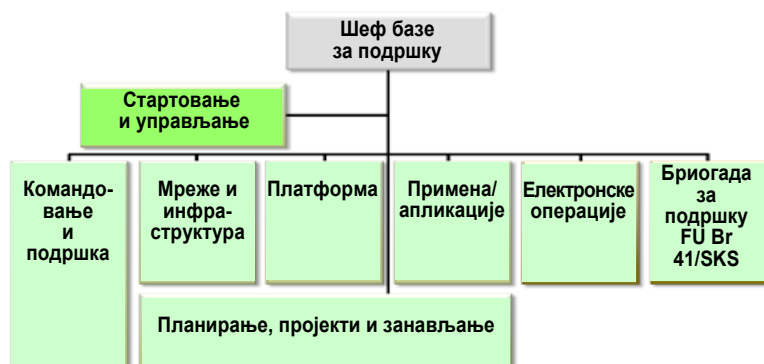 Шеф базе
за подршку
Стартовање
и управљање
Командо-
вање
и
подршка
Мреже и
инфра-
структура
Платформа
Примена/
апликације
Електронске
операције
Бриогада
за
подршку
FU Br
41/SKS
Планирање, пројекти и занављање